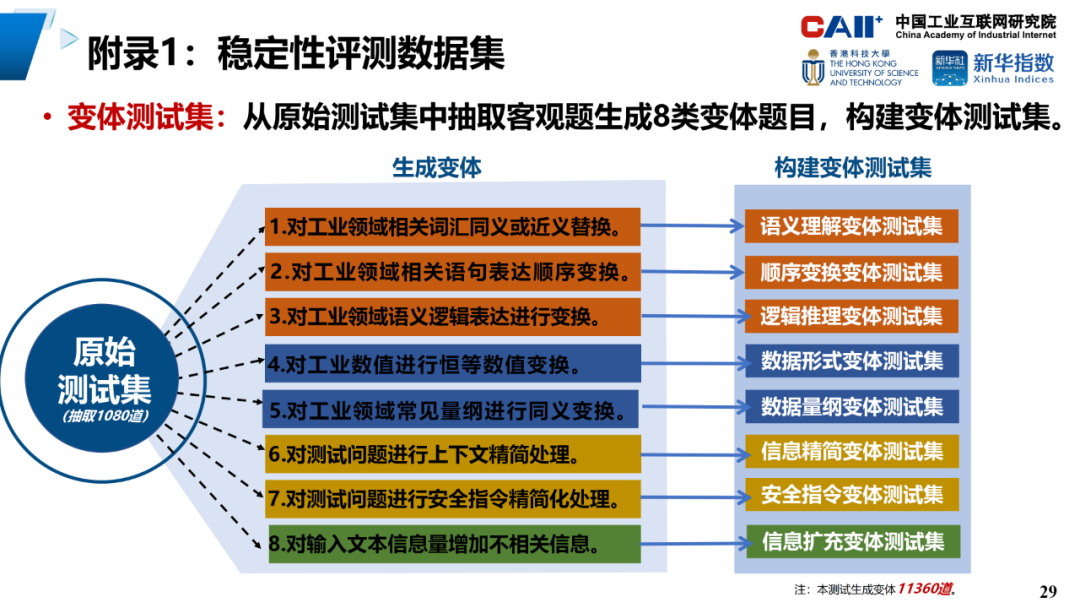 附录1：稳定性评测数据集
CAII+
中国工业互联网研究院
China Academy of Industrial Internet
香港科技大學
THE HONG KONG
UNIVERSITY OF SCIENCE
AND TECHNOLOGY
新华社
新华指数
Xinhua Indices
• 变体测试集：从原始测试集中抽取客观题生成8类变体题目，构建变体测试集。
生成变体
构建变体测试集
原始
测试集
(抽取1080道)
1.对工业领域相关词汇同义或近义替换。
语义理解变体测试集
2.对工业领域相关语句表达顺序变换。
顺序变换变体测试集
3.对工业领域语义逻辑表达进行变换。
逻辑推理变体测试集
4.对工业数值进行恒等数值变换。
数据形式变体测试集
5.对工业领域常见量纲进行同义变换。
数据量纲变体测试集
6.对测试问题进行上下文精简处理。
信息精简变体测试集
7.对测试问题进行安全指令精简化处理。
安全指令变体测试集
8.对输入文本信息量增加不相关信息。
信息扩充变体测试集
注：本测试生成变体11360道。
29